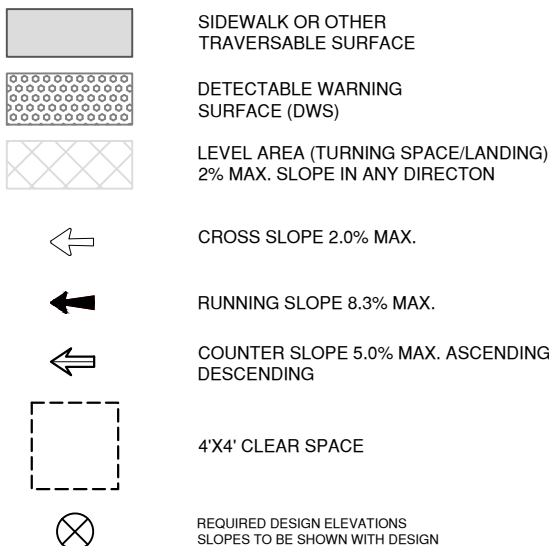 SIDEWALK OR OTHER
TRAVERSABLE SURFACE
DETECTABLE WARNING
SURFACE (DWS)
LEVEL AREA (TURNING SPACE/LANDING)
2% MAX. SLOPE IN ANY DIRECTON
CROSS SLOPE 2.0% MAX.
RUNNING SLOPE 8.3% MAX.
COUNTER SLOPE 5.0% MAX. ASCENDING
DESCENDING
4'X4' CLEAR SPACE
REQUIRED DESIGN ELEVATIONS
SLOPES TO BE SHOWN WITH DESIGN